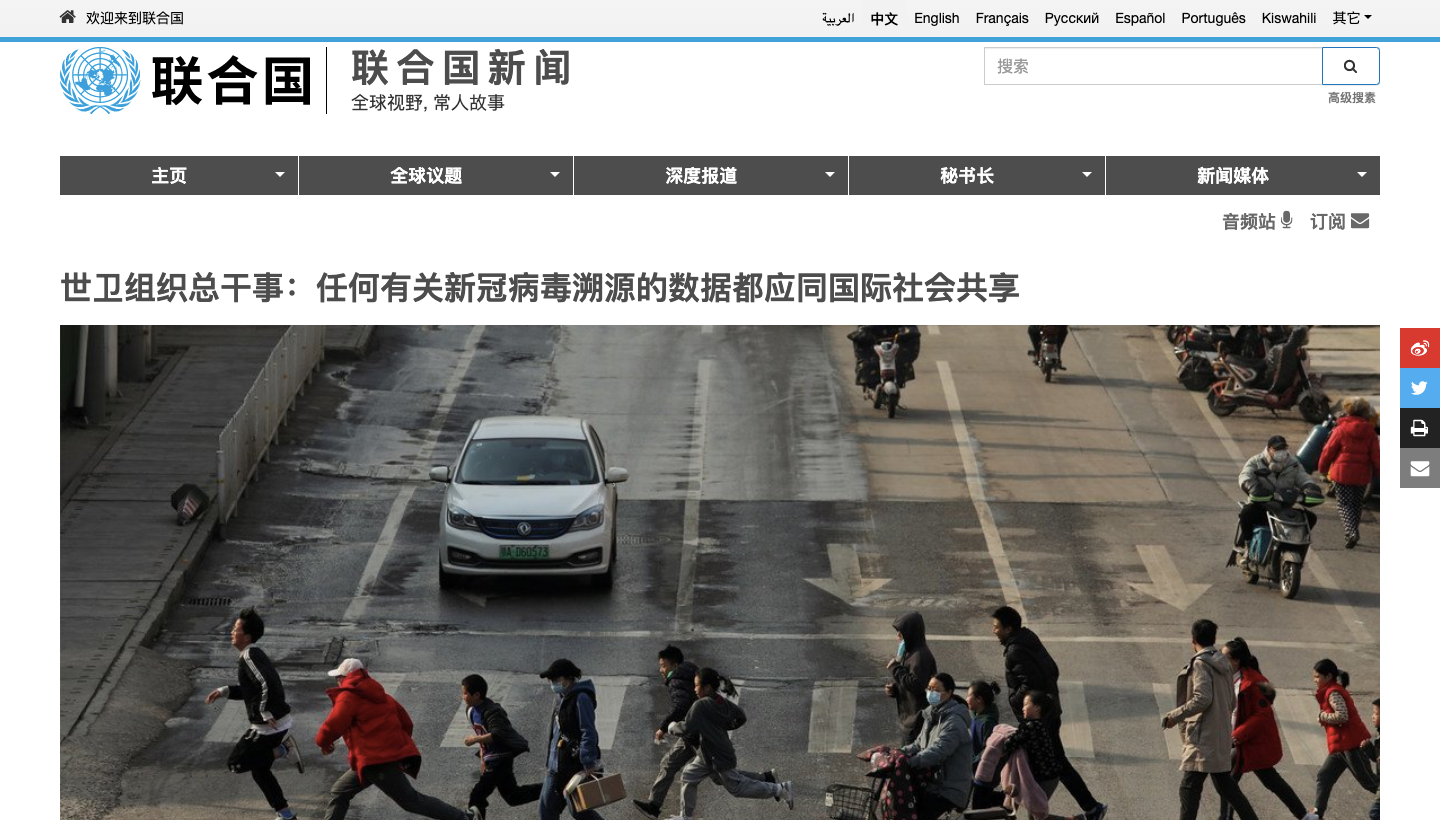 欢迎来到联合国
العربية 中文 English Français Русский Español Português Kiswahili 其它
联合国
联合国新闻
全球视野, 常人故事
搜索
高级搜索
主页 全球议题 深度报道 秘书长 新闻媒体
音频站 订阅
世卫组织总干事：任何有关新冠病毒溯源的数据都应同国际社会共享